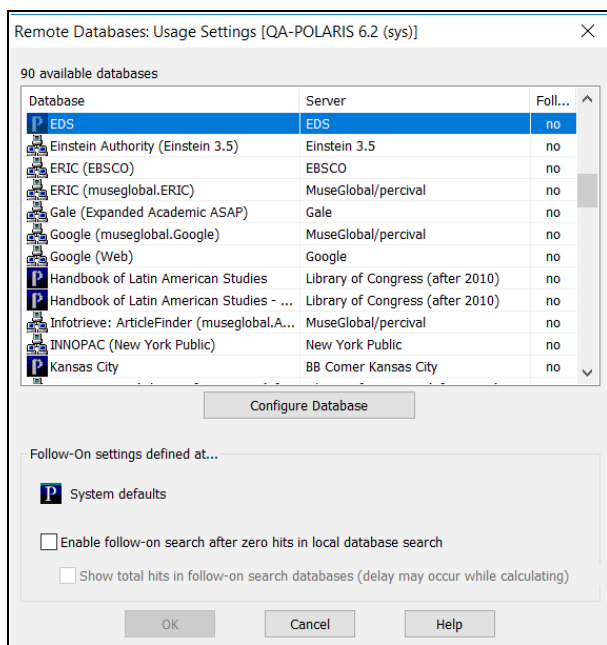 Remote Databases: Usage Settings [QA-POLARIS 6.2 (sys)]
90 available databases
Database Server Foll...
EDS EDS no
Einstein Authority (Einstein 3.5) Einstein 3.5 no
ERIC (EBSCO) EBSCO no
ERIC (museglobal.ERIC) MuseGlobal/percival no
Gale (Expanded Academic ASAP) Gale no
Google (museglobal.Google) MuseGlobal/percival no
Google (Web) Google no
Handbook of Latin American Studies Library of Congress (after 2010) no
Handbook of Latin American Studies - ... Library of Congress (after 2010) no
Infotrieve: ArticleFinder (museglobal.A... MuseGlobal/percival no
INNOPAC (New York Public) New York Public no
Kansas City BB Comer Kansas City no
Configure Database
Follow-On settings defined at...
P System defaults
Enable follow-on search after zero hits in local database search
Show total hits in follow-on search databases (delay may occur while calculating)
OK Cancel Help